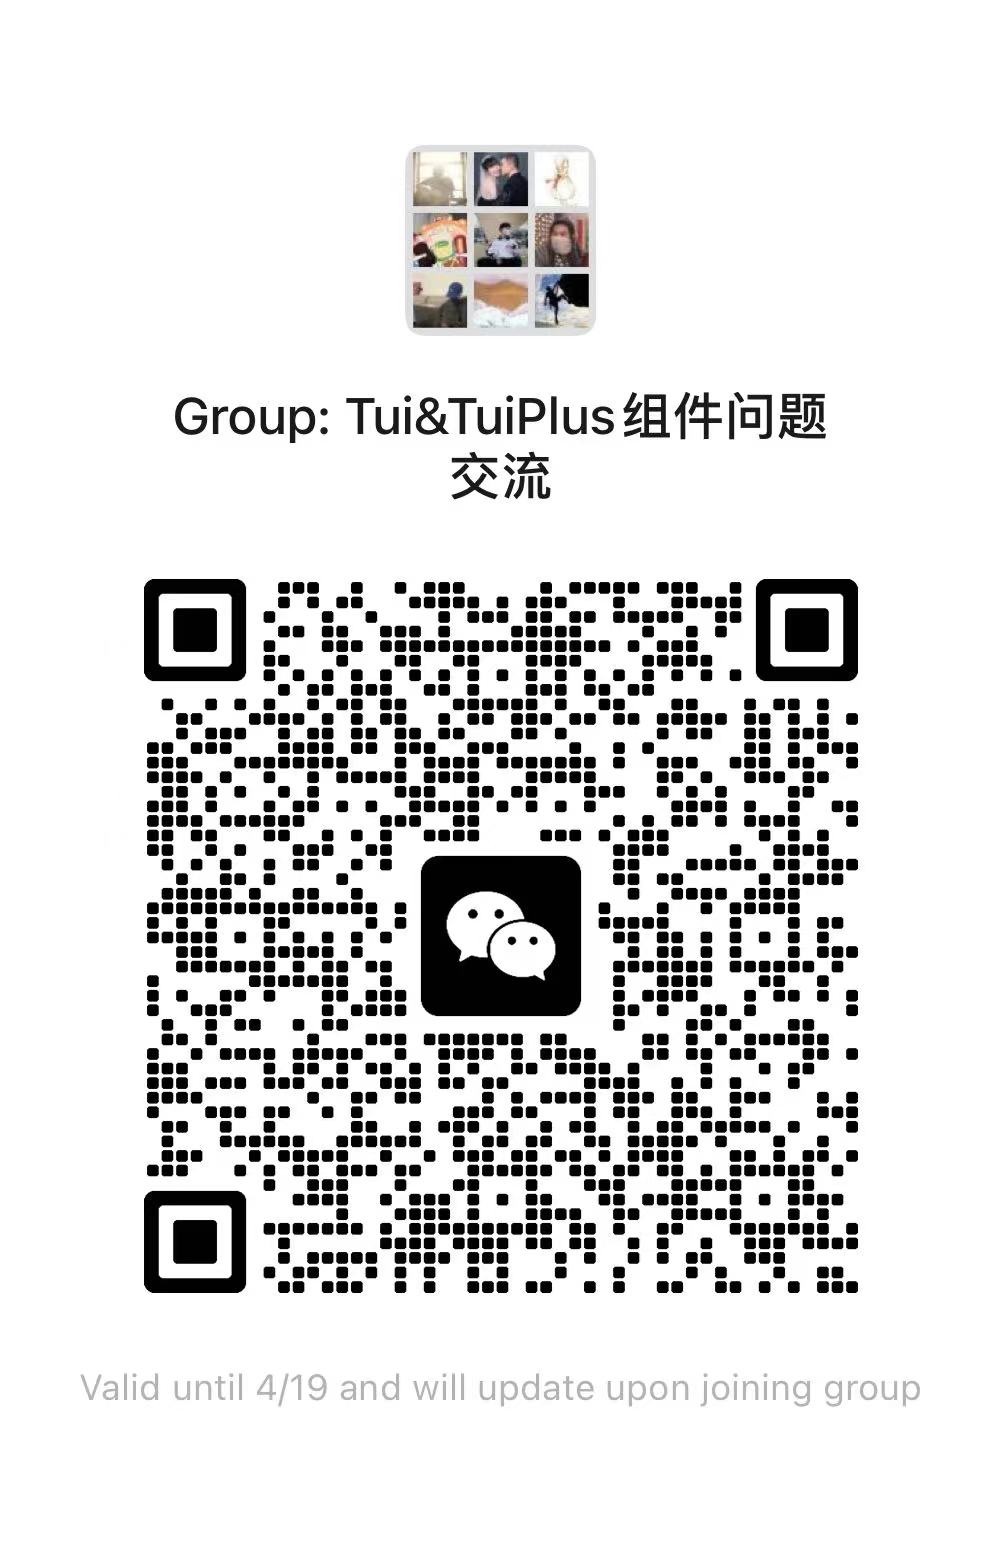 Group: Tui&TuiPlus组件问题
交流
Valid until 4/19 and will update upon joining group